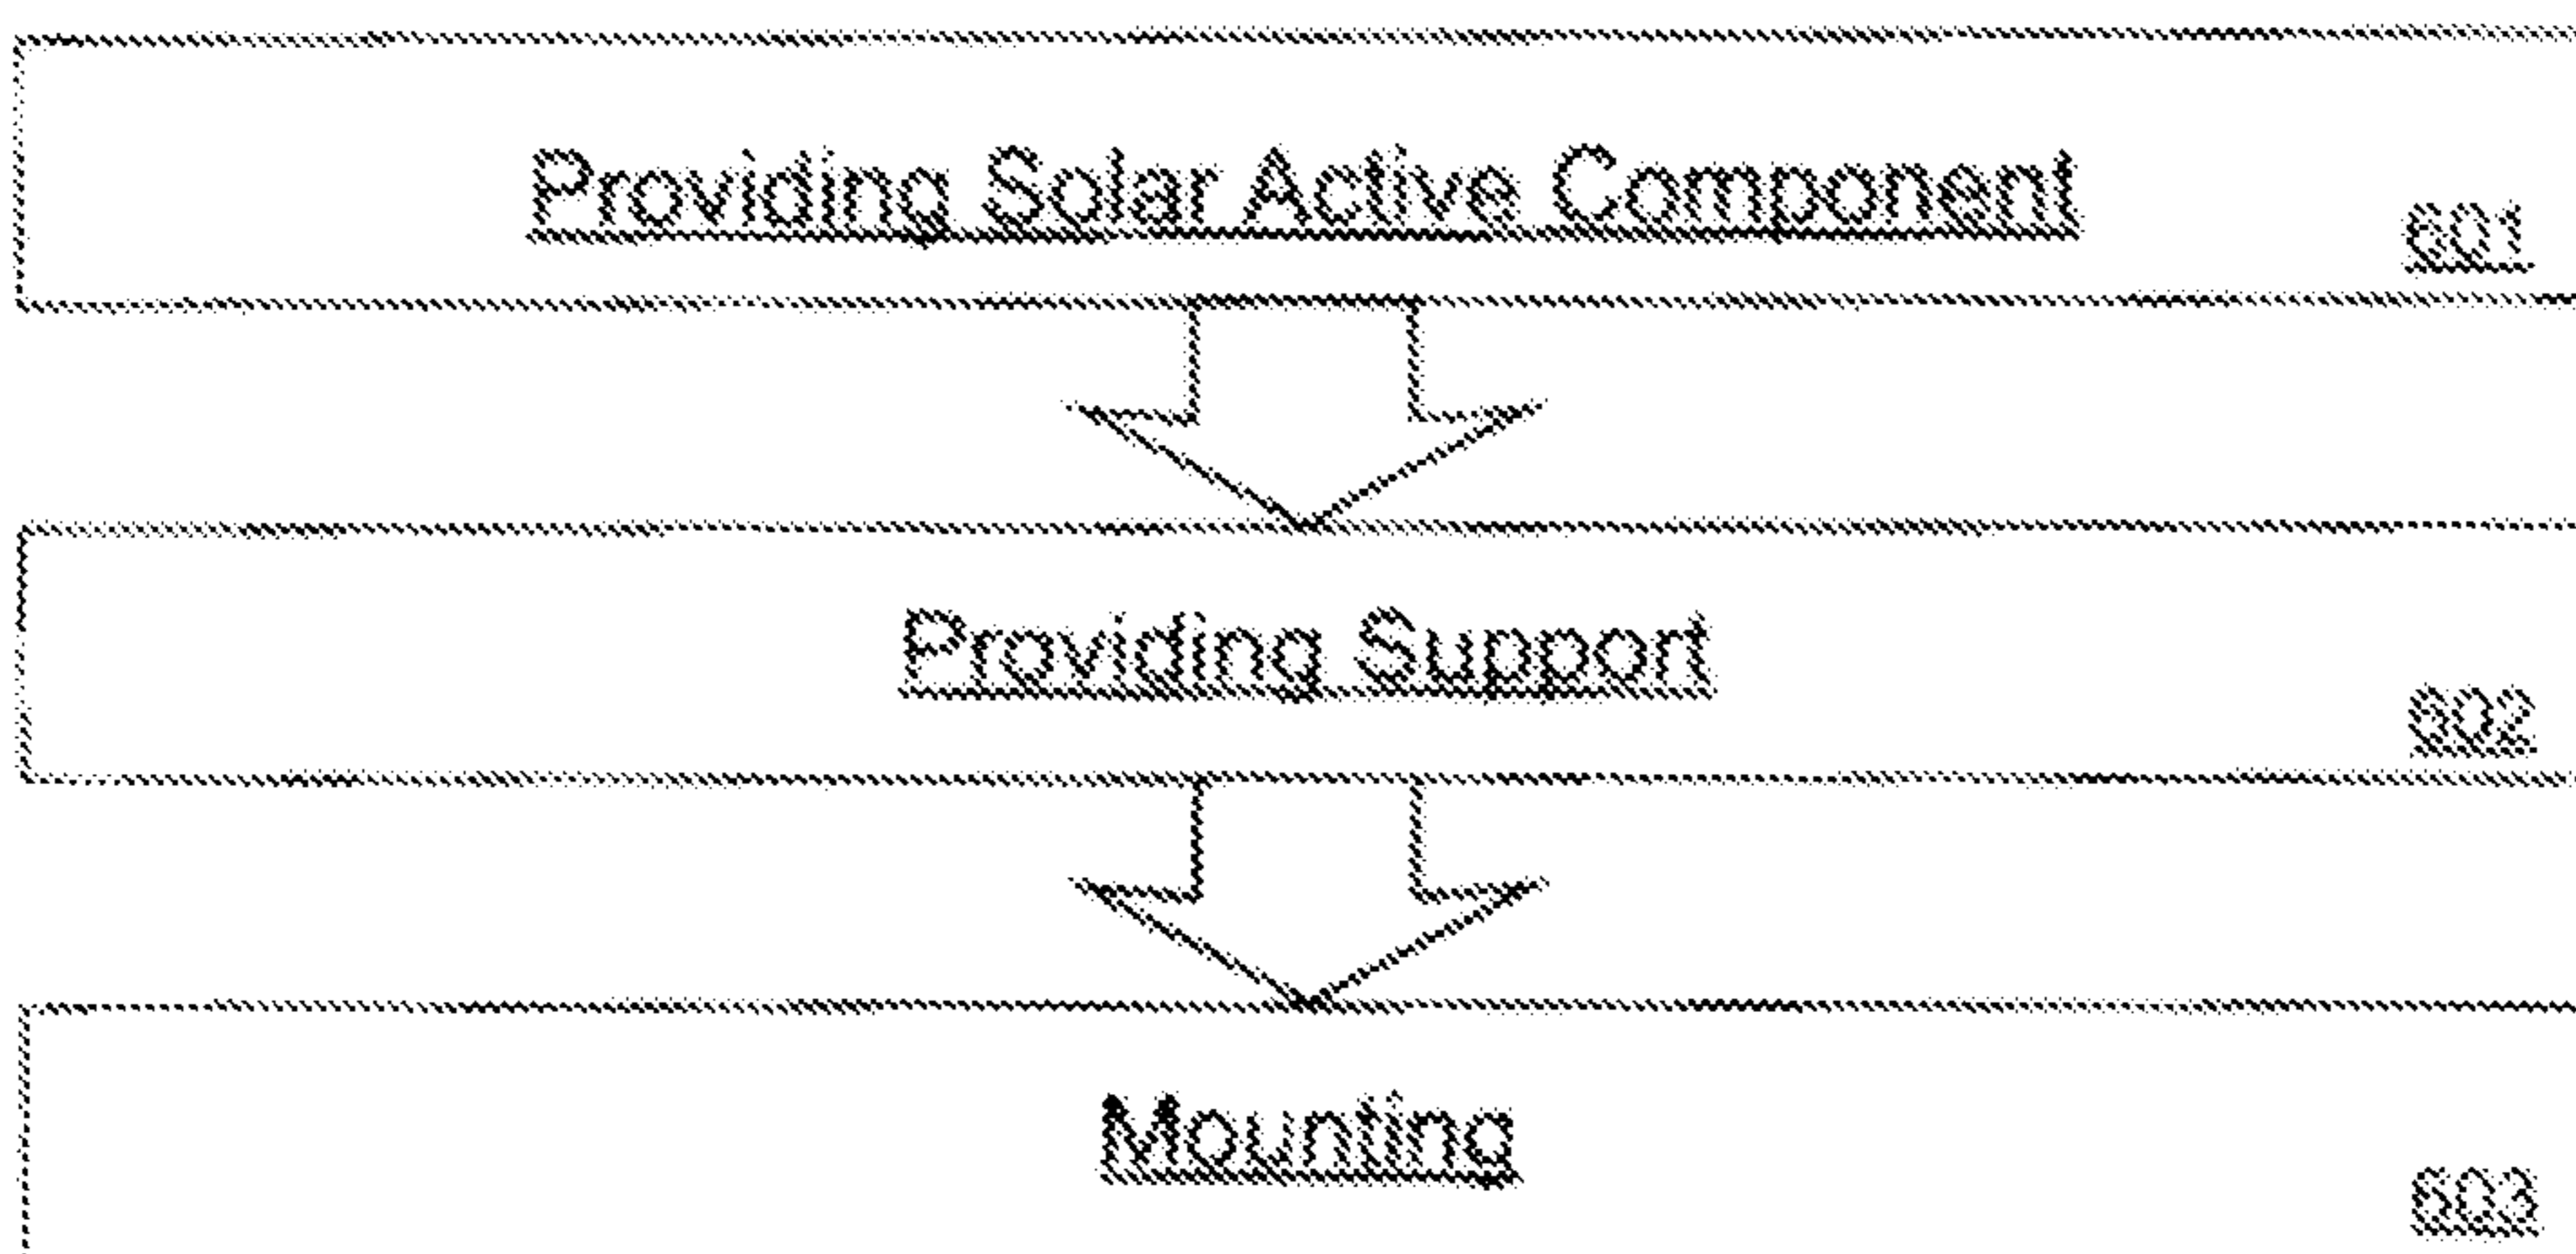 Providing Solar Active Component
601
Providing Support
602
Mounting
603